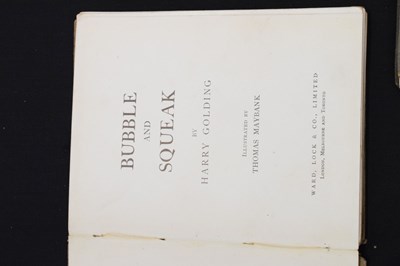 BUBBLE
AND
SQUEAK
BY
HARRY GOLDING
ILLUSTRATED BY
THOMAS MAYBANK
WARD, LOCK & CO., LIMITED
LONDON, MELBOURNE AND TORONTO